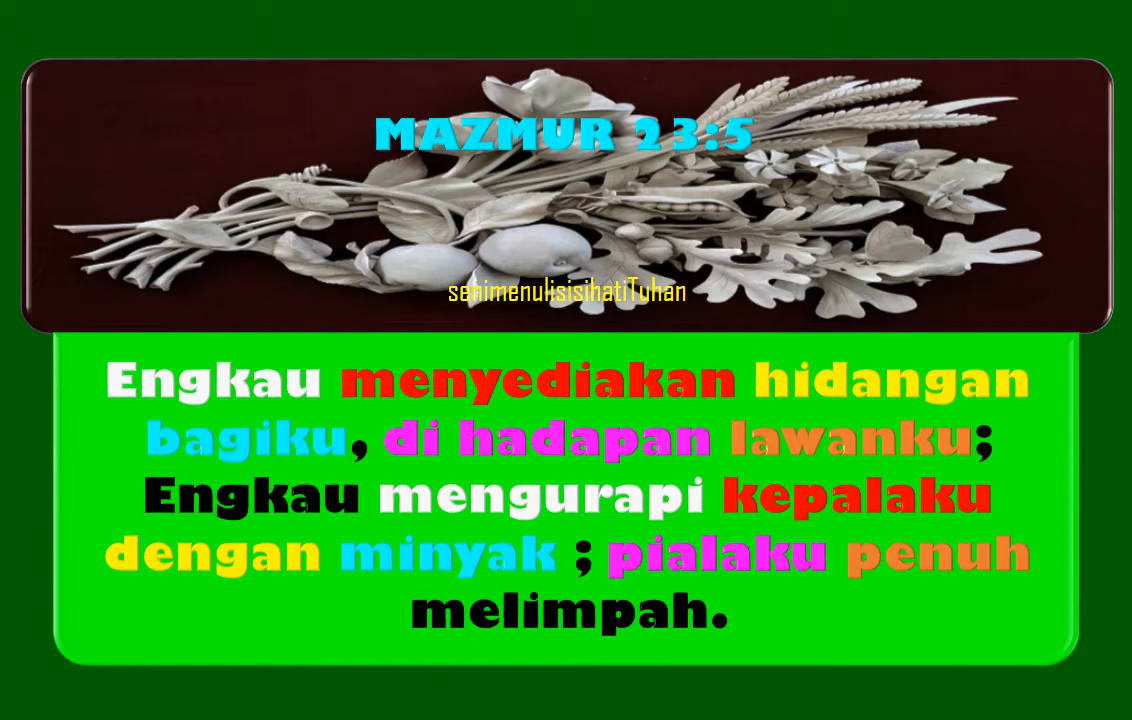 MAZMUR 23:5
senimenulisisihatiTuhan
Engkau menyediakan hidangan
bagiku, di hadapan lawanku;
Engkau mengurapi kepalaku
dengan minyak ; pialaku penuh
melimpah.